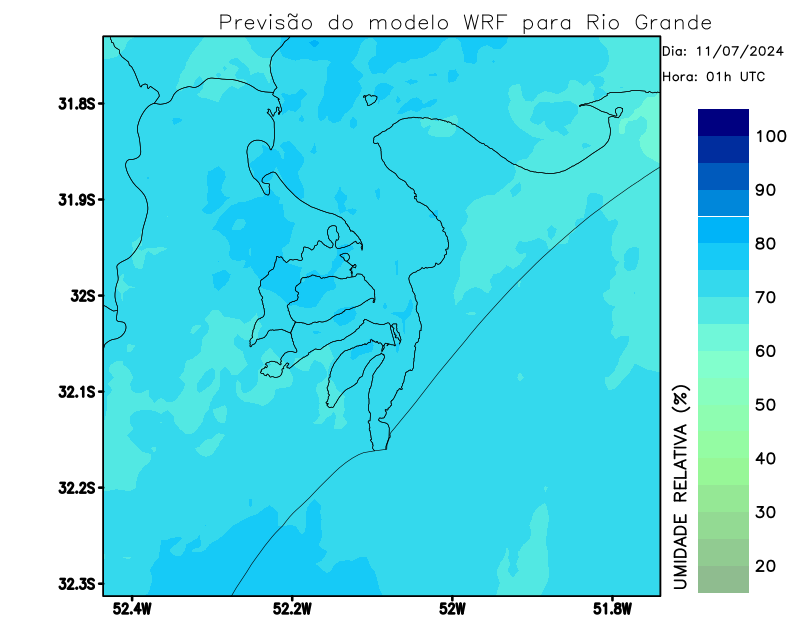 Previsão do modelo WRF para Rio Grande
Dia: 11/07/2024
Hora: 01h UTC
31.8S
31.9S
32S
32.1S
32.2S
32.3S
52.4W
52.2W
52W
51.8W
100
90
80
70
60
50
40
30
20
UMIDADE RELATIVA (%)